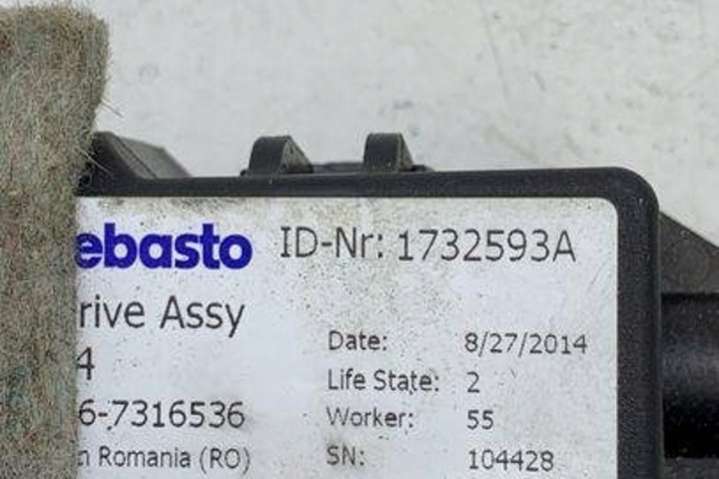 ebasto ID-Nr: 1732593A
rive Assy
4
Date: 8/27/2014
Life State: 2
6-7316536 Worker: 55
n Romania (RO) SN: 104428